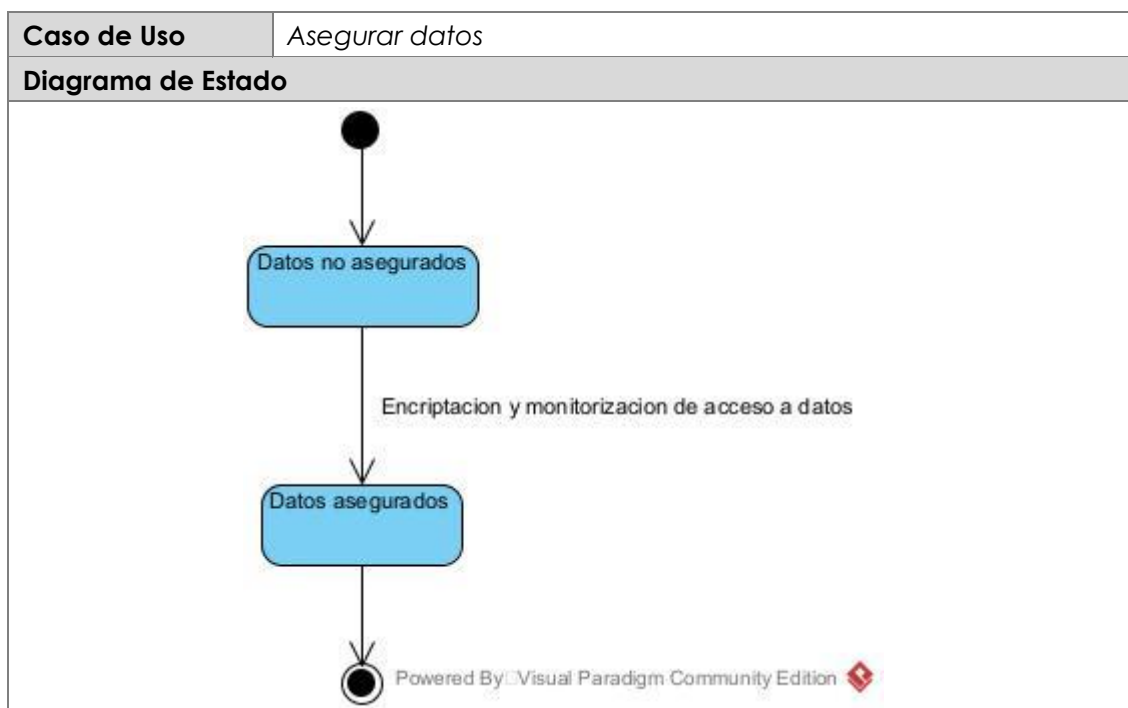 Caso de Uso Asegurar datos
Diagrama de Estado
Datos no asegurados
Encriptacion y monitorizacion de acceso a datos
Datos asegurados
Powered By Visual Paradigm Community Edition